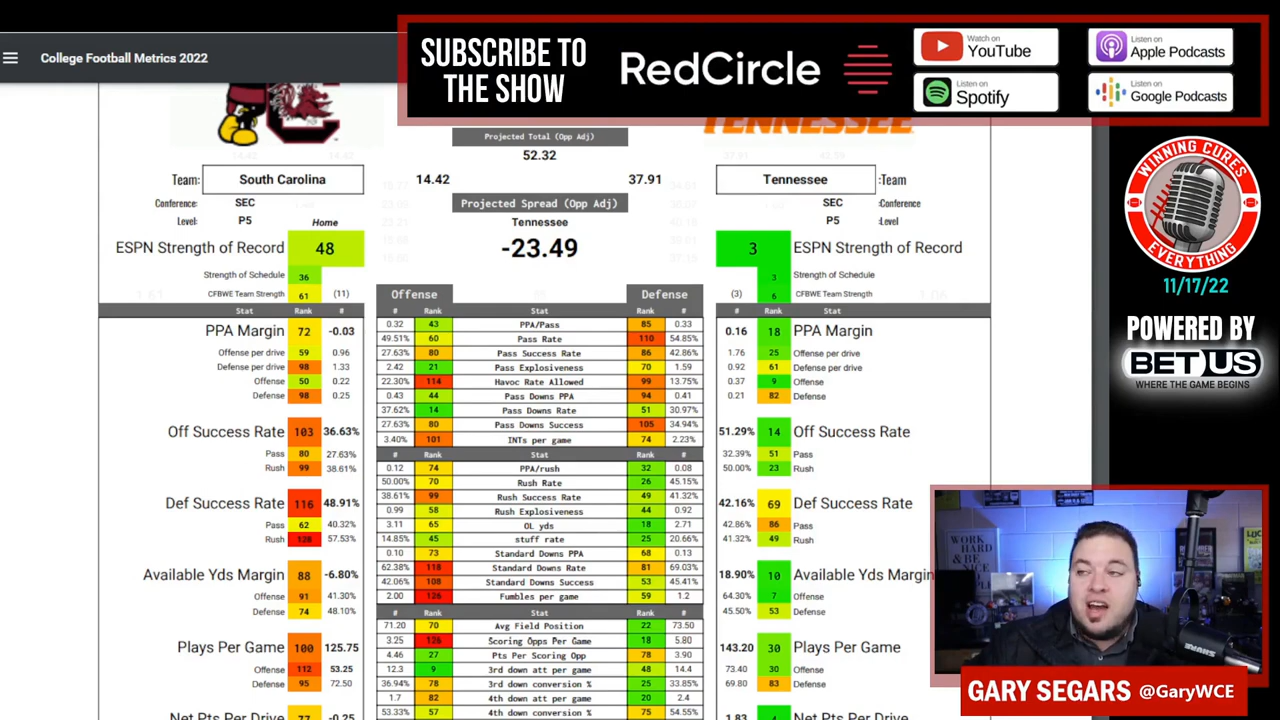 College Football Metrics 2022
SUBSCRIBE TO
THE SHOW
RedCircle
Watch on
YouTube
Listen on
Apple Podcasts
Listen on
Spotify
Listen on
Google Podcasts
TENNESSEE
WINNING CURES
EVERYTHING
11/17/22
POWERED BY
BETUS
WHERE THE GAME BEGINS
Projected Total (Opp Adj)
52.32
14.42 37.91
Team: South Carolina
Tennessee :Team
Conference: SEC
SEC :Conference
Level: P5 Home
P5 :Level
Projected Spread (Opp Adj)
Tennessee
-23.49
ESPN Strength of Record 48
3 ESPN Strength of Record
Strength of Schedule 36
3 Strength of Schedule
CFBWE Team Strength 61 (11)
(3) 6 CFBWE Team Strength
Stat Rank #
PPA Margin 72 -0.03
Offense per drive 59 0.96
Defense per drive 98 1.33
Offense 50 0.22
Defense 98 0.25
Off Success Rate 103 36.63%
Pass 80 27.63%
Rush 99 38.61%
Def Success Rate 116 48.91%
Pass 62 40.32%
Rush 128 57.53%
Available Yds Margin 88 -6.80%
Offense 91 41.30%
Defense 74 48.10%
Plays Per Game 100 125.75
Offense 112 53.25
Defense 95 72.50
Net Pts Per Drive 77 -0.25
Offense Defense
# Rank Stat Rank #
0.32 43 PPA/Pass 85 0.33
49.51% 60 Pass Rate 110 54.85%
27.63% 80 Pass Success Rate 86 42.86%
2.42 21 Pass Explosiveness 70 1.59
22.30% 114 Havoc Rate Allowed 99 13.75%
0.43 44 Pass Downs PPA 94 0.41
37.62% 14 Pass Downs Rate 51 30.97%
27.63% 80 Pass Downs Success 105 34.94%
3.40% 101 INTs per game 74 2.23%
# Rank Stat Rank #
0.12 74 PPA/rush 32 0.08
50.00% 70 Rush Rate 26 45.15%
38.61% 99 Rush Success Rate 49 41.32%
0.99 58 Rush Explosiveness 44 0.92
3.11 65 OL yds 18 2.71
14.85% 45 stuff rate 25 20.66%
0.10 73 Standard Downs PPA 68 0.13
62.38% 118 Standard Downs Rate 81 69.03%
42.06% 108 Standard Downs Success 53 45.41%
2.00 126 Fumbles per game 59 1.2
# Rank Stat Rank #
71.20 70 Avg Field Position 22 73.50
3.25 126 Scoring Opps Per Game 18 5.80
4.46 27 Pts Per Scoring Opp 78 3.90
12.3 9 3rd down att per game 48 14.4
36.94% 78 3rd down conversion % 25 33.85%
1.7 82 4th down att per game 20 2.4
53.33% 57 4th down conversion % 75 54.55%
# Rank Stat
0.16 18 PPA Margin
1.76 25 Offense per drive
0.92 61 Defense per drive
0.37 9 Offense
0.21 82 Defense
51.29% 14 Off Success Rate
32.39% 51 Pass
50.00% 23 Rush
42.16% 69 Def Success Rate
42.86% 86 Pass
41.32% 49 Rush
18.90% 10 Available Yds Margin
64.30% 7 Offense
45.50% 53 Defense
143.20 30 Plays Per Game
73.40 30 Offense
69.80 83 Defense
1.83 4 Net Pts Per Drive
WORK
HARD
& BE
GARY SEGARS @GaryWCE